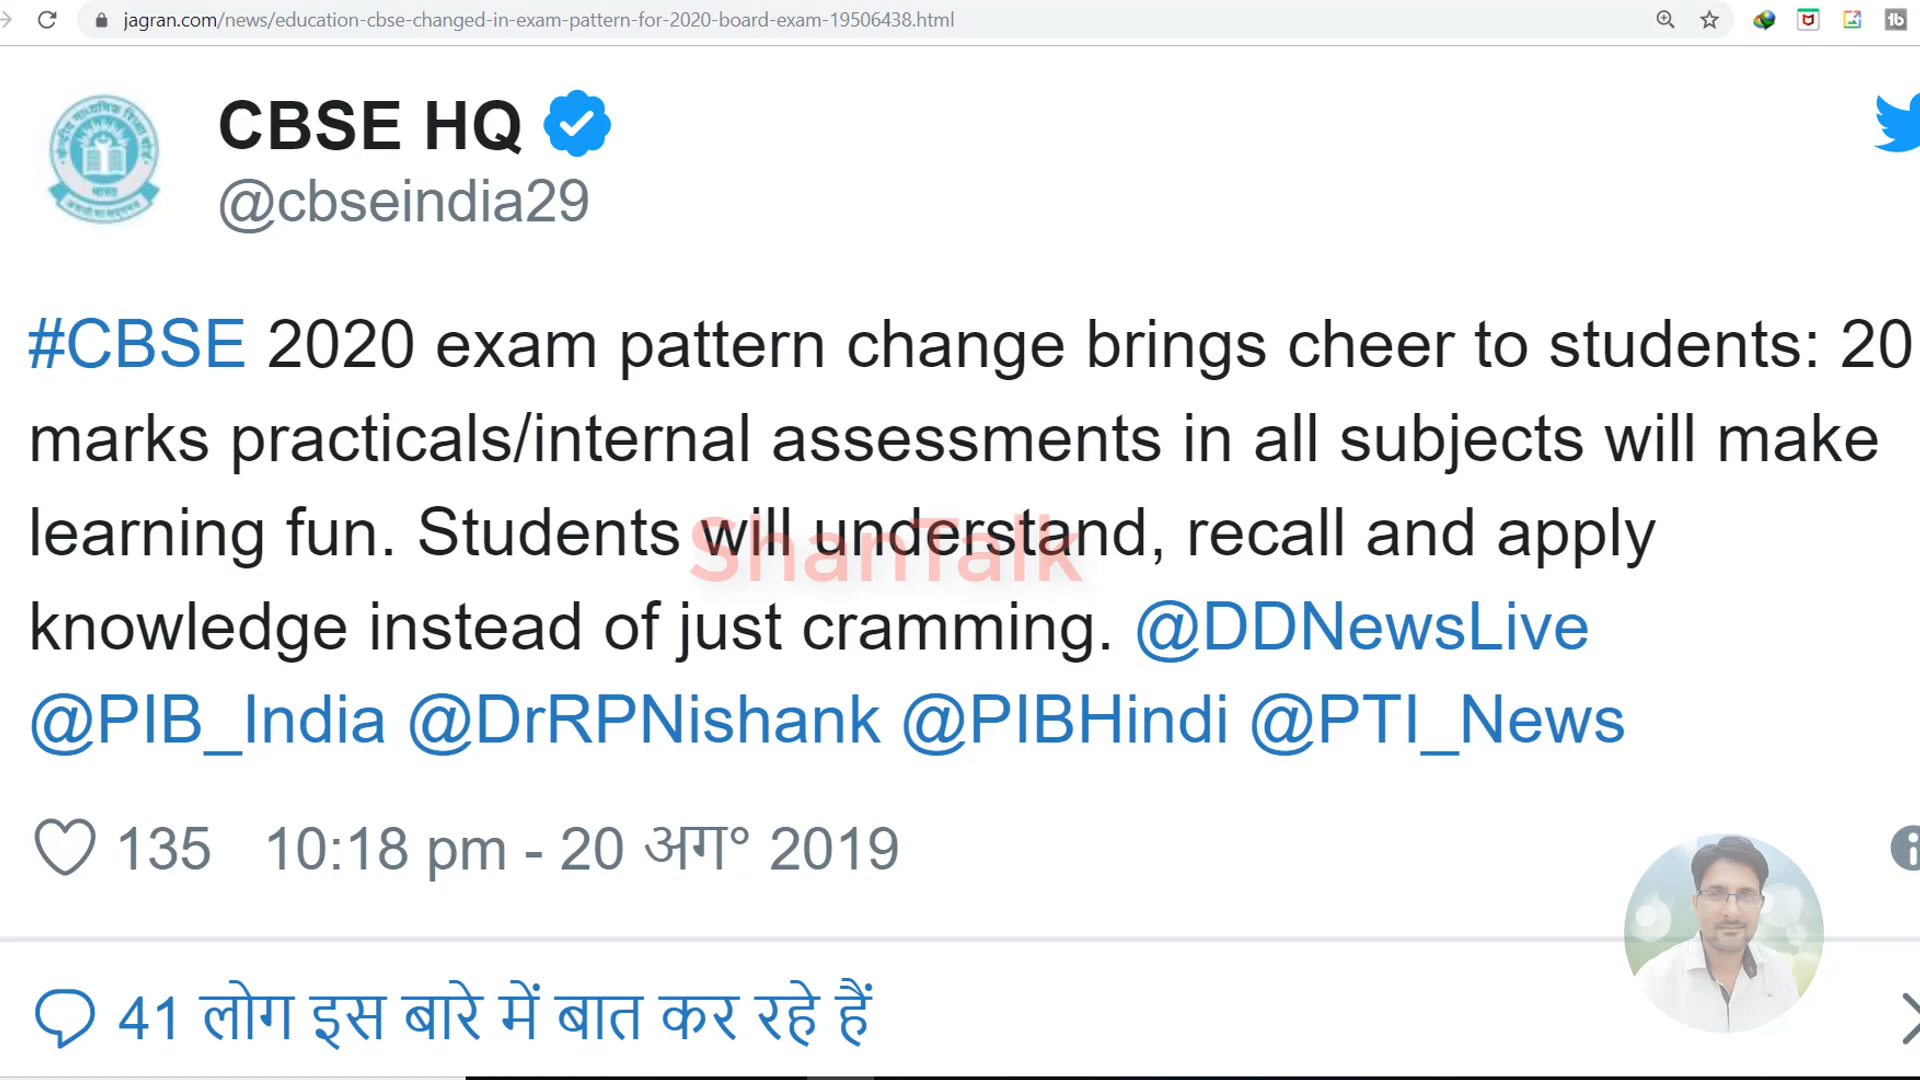 jagran.com/news/education-cbse-changed-in-exam-pattern-for-2020-board-exam-19506438.html
CBSE HQ
@cbseindia29
#CBSE 2020 exam pattern change brings cheer to students: 20
marks practicals/internal assessments in all subjects will make
learning fun. Students will understand, recall and apply
ShanTalk
knowledge instead of just cramming. @DDNewsLive
@PIB_India @DrRPNishank @PIBHindi @PTI_News
135 10:18 pm - 20 अग° 2019
41 लोग इस बारे में बात कर रहे हैं